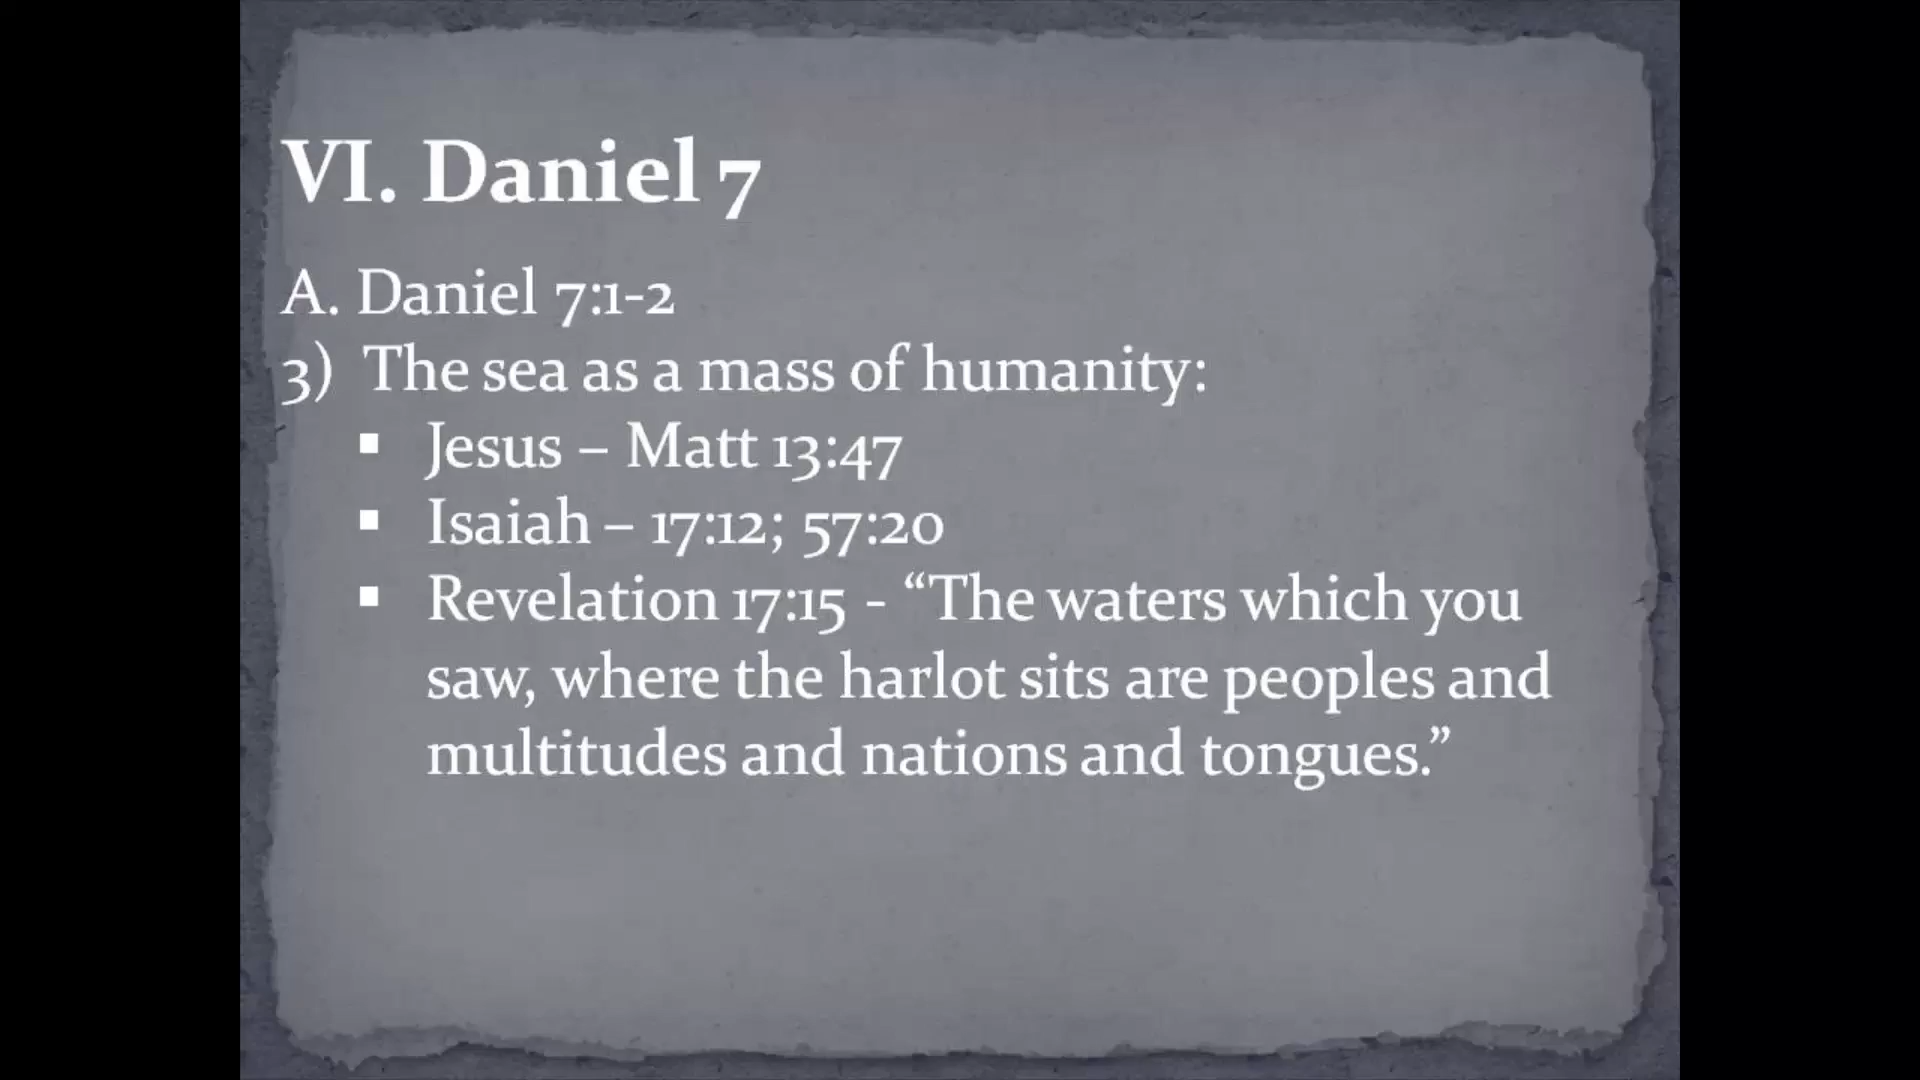 VI. Daniel 7
A. Daniel 7:1-2
3) The sea as a mass of humanity:
▪ Jesus – Matt 13:47
▪ Isaiah – 17:12; 57:20
▪ Revelation 17:15 - “The waters which you
saw, where the harlot sits are peoples and
multitudes and nations and tongues.”